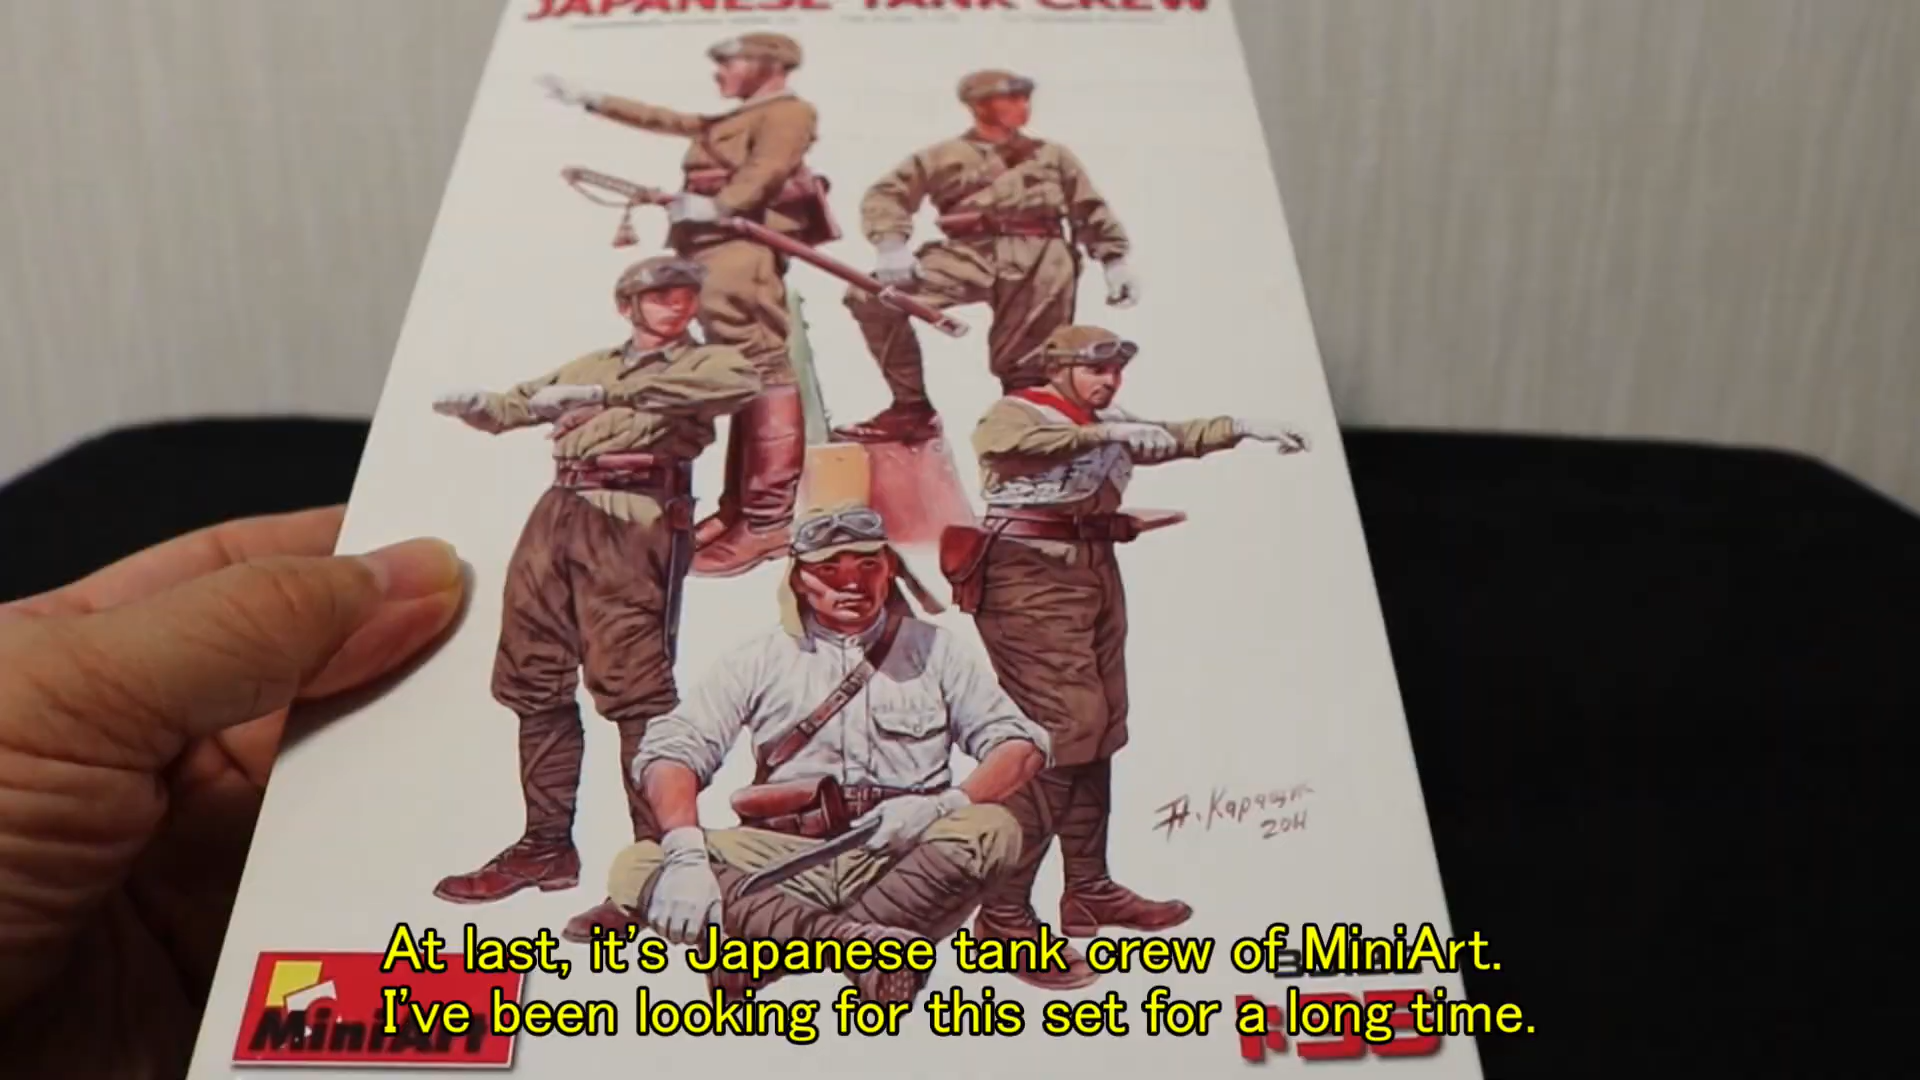 JAPANESE TANK CREW
А. Каращук
2011
At last, it's Japanese tank crew of MiniArt.
I've been looking for this set for a long time.
MiniArt
1:35